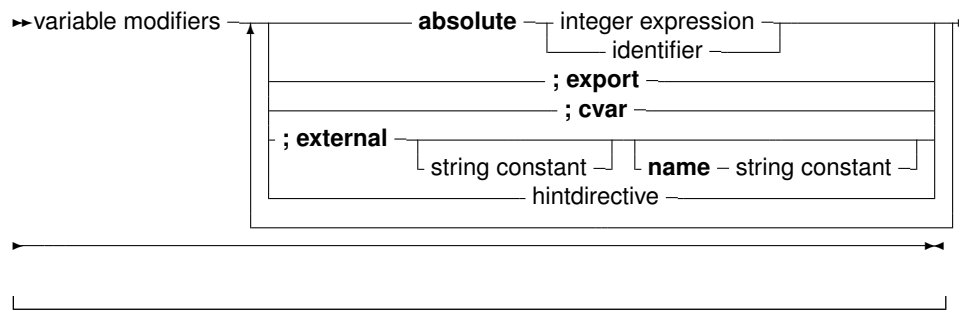 variable modifiers absolute integer expression
identifier
; export
; cvar
; external
string constant name string constant
hintdirective